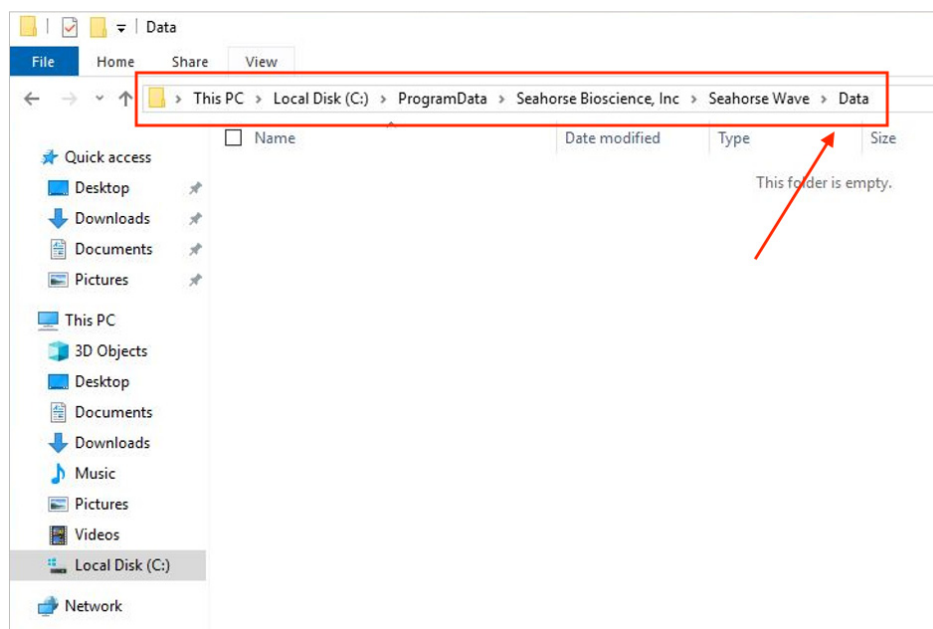 Data
File Home Share View
This PC > Local Disk (C:) > ProgramData > Seahorse Bioscience, Inc > Seahorse Wave > Data
Name Date modified Type Size
This folder is empty.
Quick access
Desktop
Downloads
Documents
Pictures
This PC
3D Objects
Desktop
Documents
Downloads
Music
Pictures
Videos
Local Disk (C:)
Network